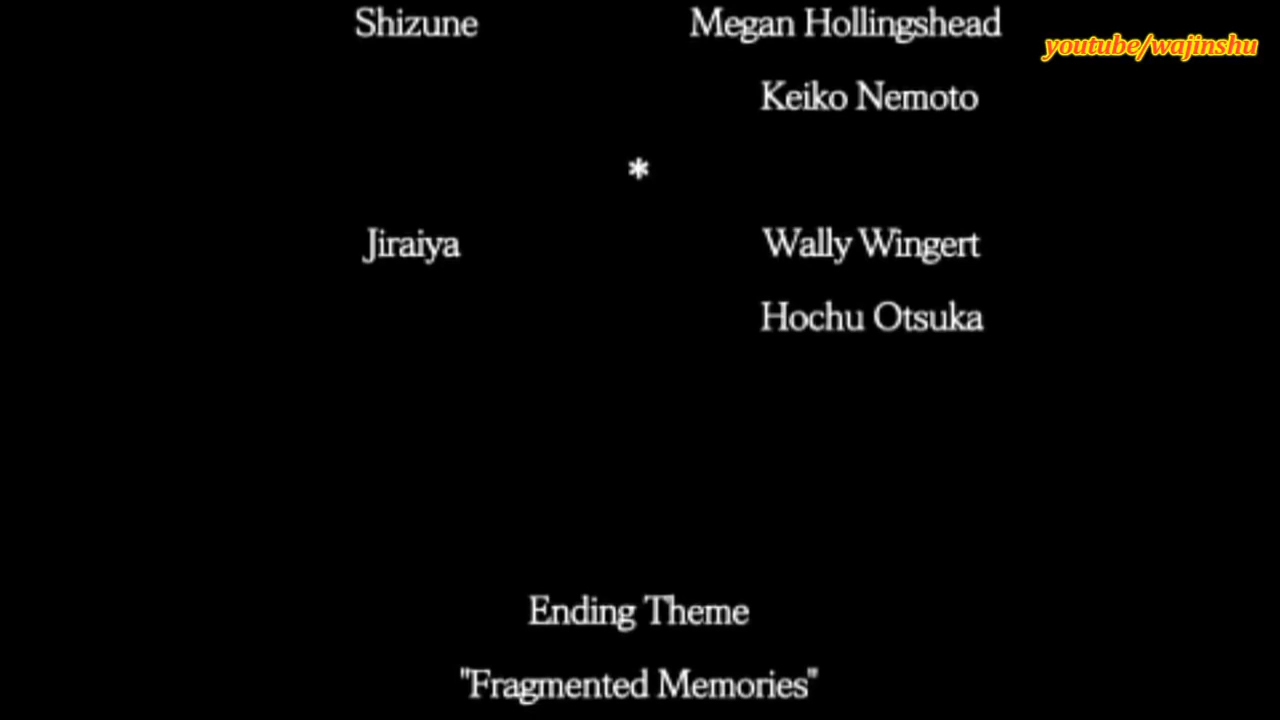 Shizune Megan Hollingshead
youtube/wajinshu
Keiko Nemoto
*
Jiraiya Wally Wingert
Hochu Otsuka
Ending Theme
"Fragmented Memories"